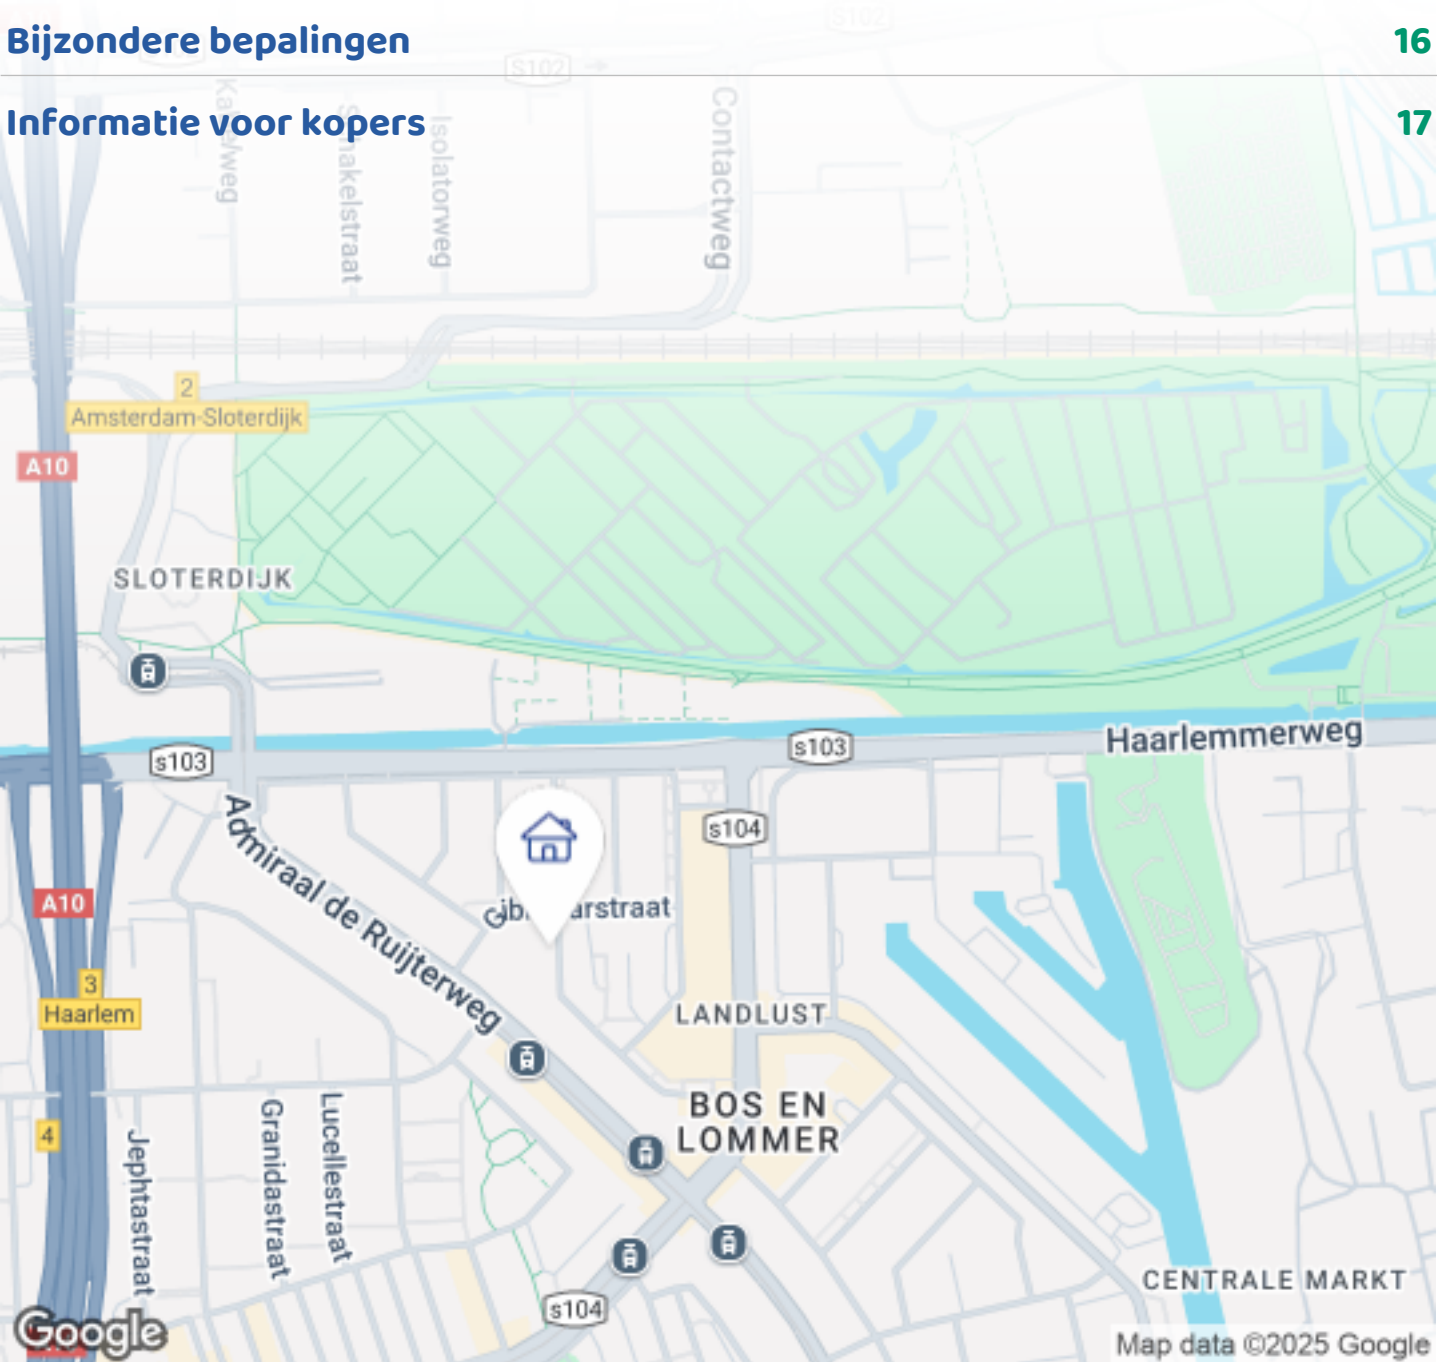 S102
Bijzondere bepalingen 16
S102
Informatie voor kopers 17
Isolatorweg
Contactweg
2
Amsterdam-Sloterdijk
A10
SLOTERDIJK
s103
s103
Haarlemmerweg
s104
Admiraal de Ruijterweg
A10
3
Haarlem
LANDLUST
BOS EN
LOMMER
4
Jephtastraat
Granidastraat
Lucellestraat
s104
CENTRALE MARKT
Google
Map data ©2025 Google